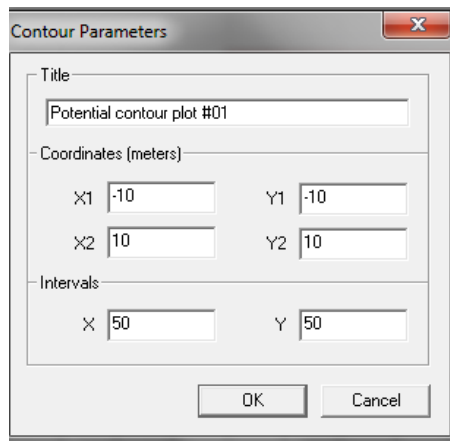 Contour Parameters
Title
Potential contour plot #01
Coordinates (meters)
X1 -10 Y1 -10
X2 10 Y2 10
Intervals
X 50 Y 50
OK Cancel